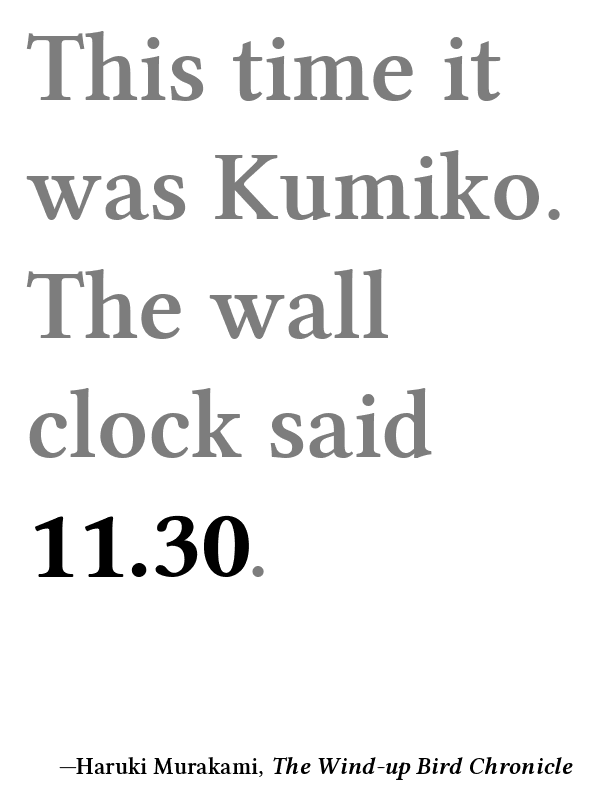 This time it
was Kumiko.
The wall
clock said
11.30.
—Haruki Murakami, The Wind-up Bird Chronicle